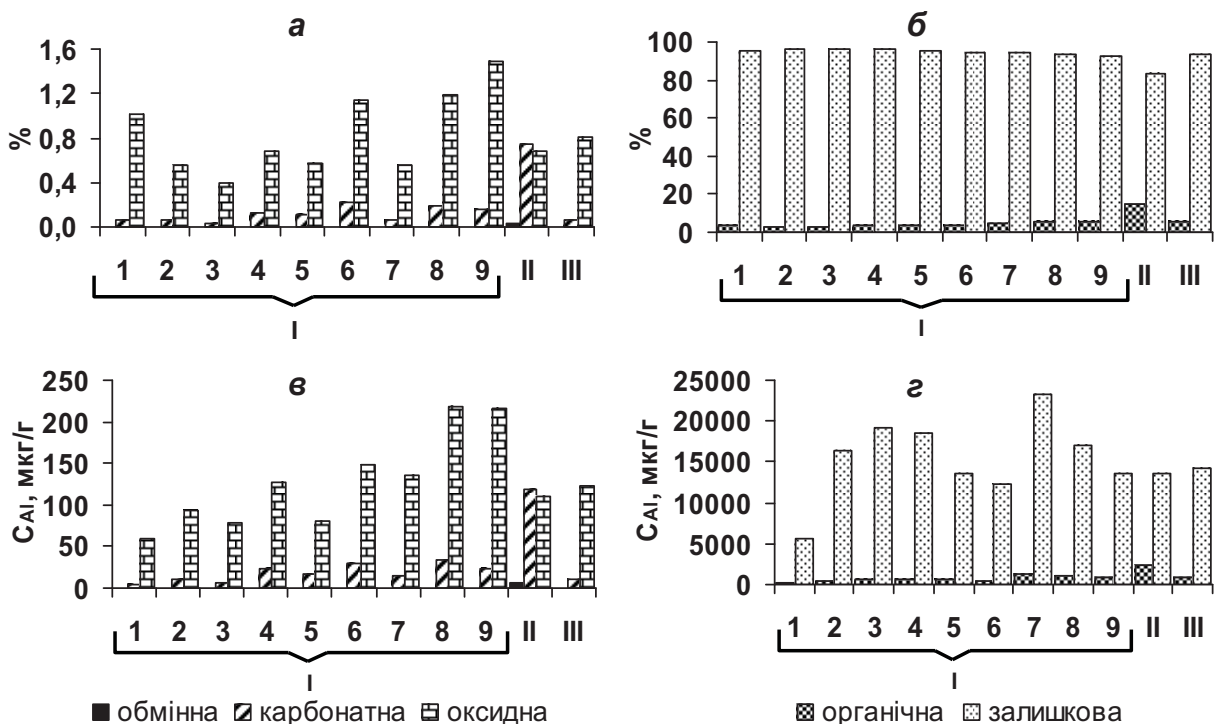 а
%
1,6
1,2
0,8
0,4
0,0
1 2 3 4 5 6 7 8 9 II III
I
б
%
100
80
60
40
20
0
1 2 3 4 5 6 7 8 9 II III
I
в
CAl, мкг/г
250
200
150
100
50
0
1 2 3 4 5 6 7 8 9 II III
I
обмінна карбонатна оксидна
г
CAl, мкг/г
25000
20000
15000
10000
5000
0
1 2 3 4 5 6 7 8 9 II III
I
органічна залишкова